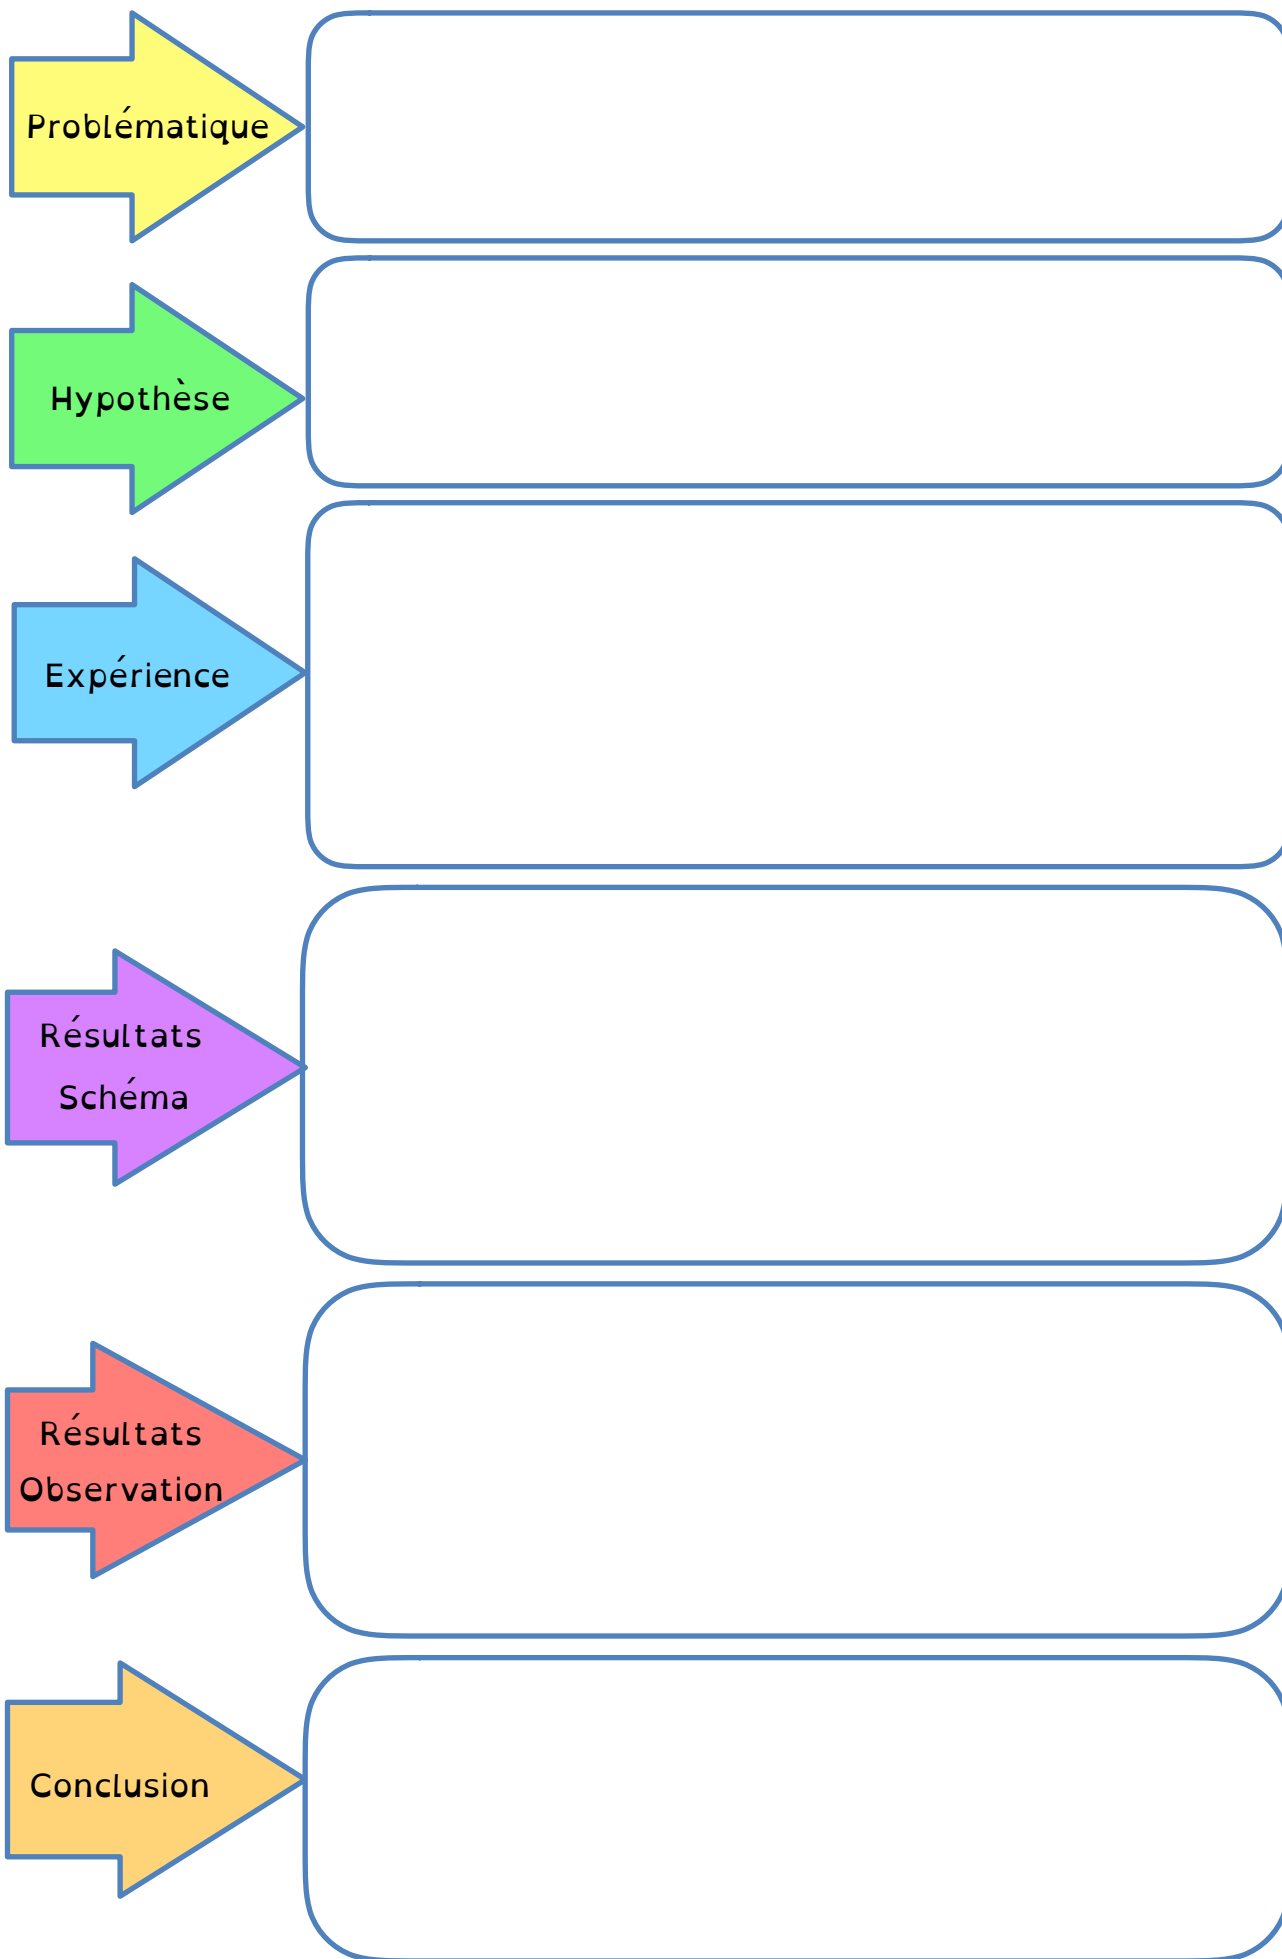 Problématique
Hypothèse
Expérience
Résultats
Schéma
Résultats
Observation
Conclusion